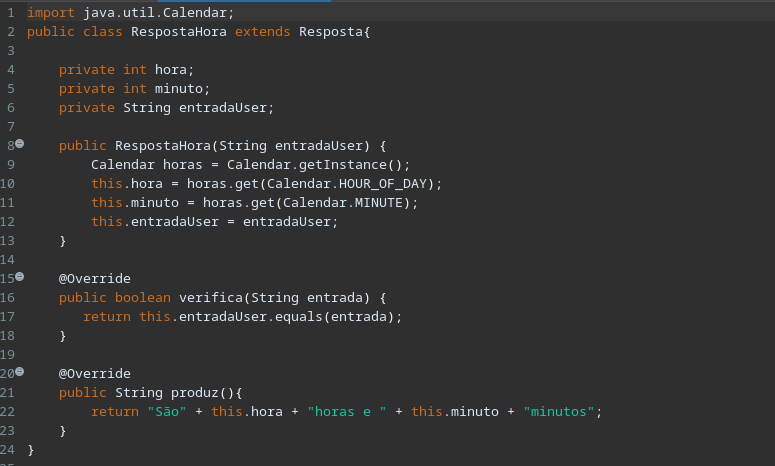 1 import java.util.Calendar;
2 public class RespostaHora extends Resposta{
3
4     private int hora;
5     private int minuto;
6     private String entradaUser;
7
8     public RespostaHora(String entradaUser) {
9         Calendar horas = Calendar.getInstance();
10         this.hora = horas.get(Calendar.HOUR_OF_DAY);
11         this.minuto = horas.get(Calendar.MINUTE);
12         this.entradaUser = entradaUser;
13     }
14
15     @Override
16     public boolean verifica(String entrada) {
17        return this.entradaUser.equals(entrada);
18     }
19
20     @Override
21     public String produz(){
22         return "São" + this.hora + "horas e " + this.minuto + "minutos";
23     }
24 }